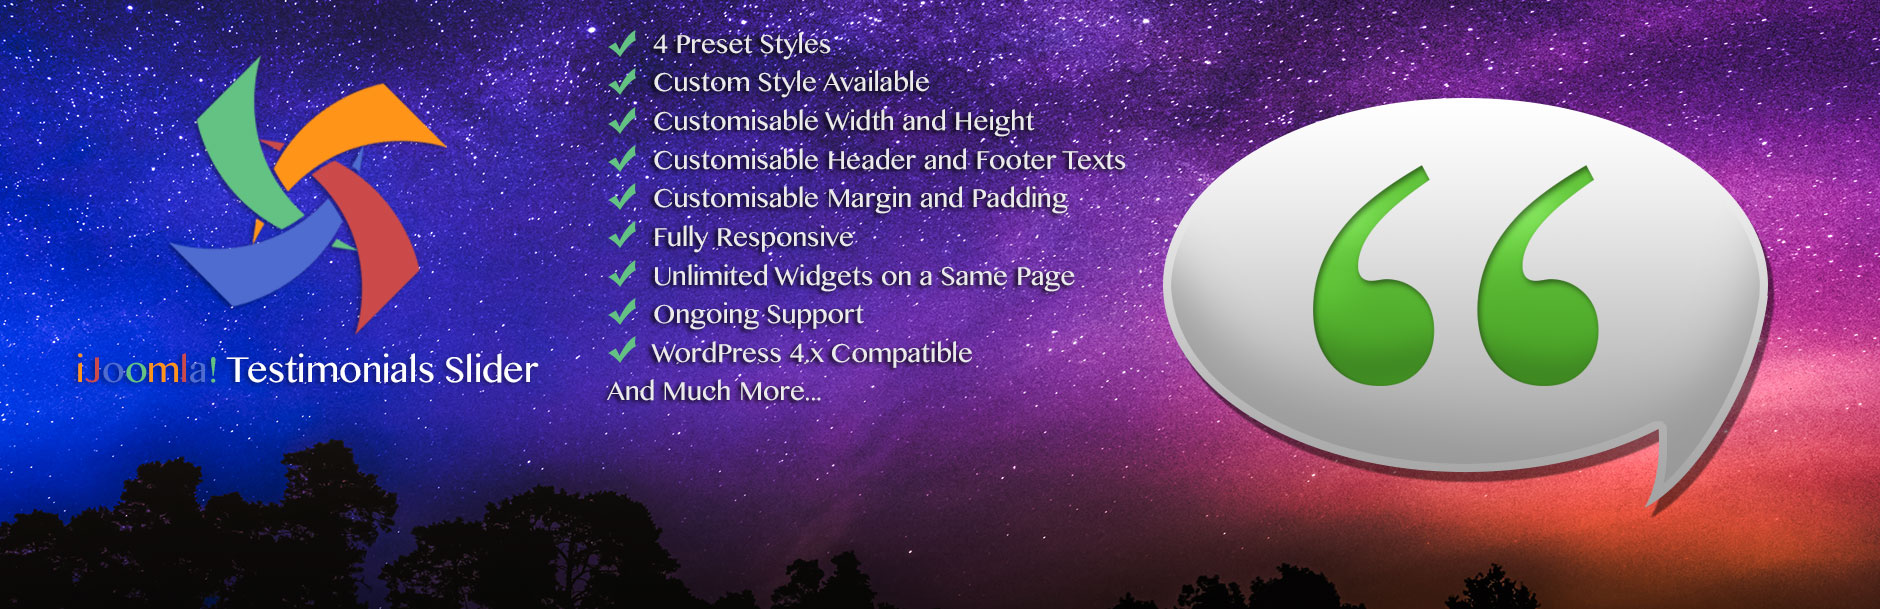 iJoomla! Testimonials Slider
4 Preset Styles
Custom Style Available
Customisable Width and Height
Customisable Header and Footer Texts
Customisable Margin and Padding
Fully Responsive
Unlimited Widgets on a Same Page
Ongoing Support
WordPress 4.x Compatible
And Much More...